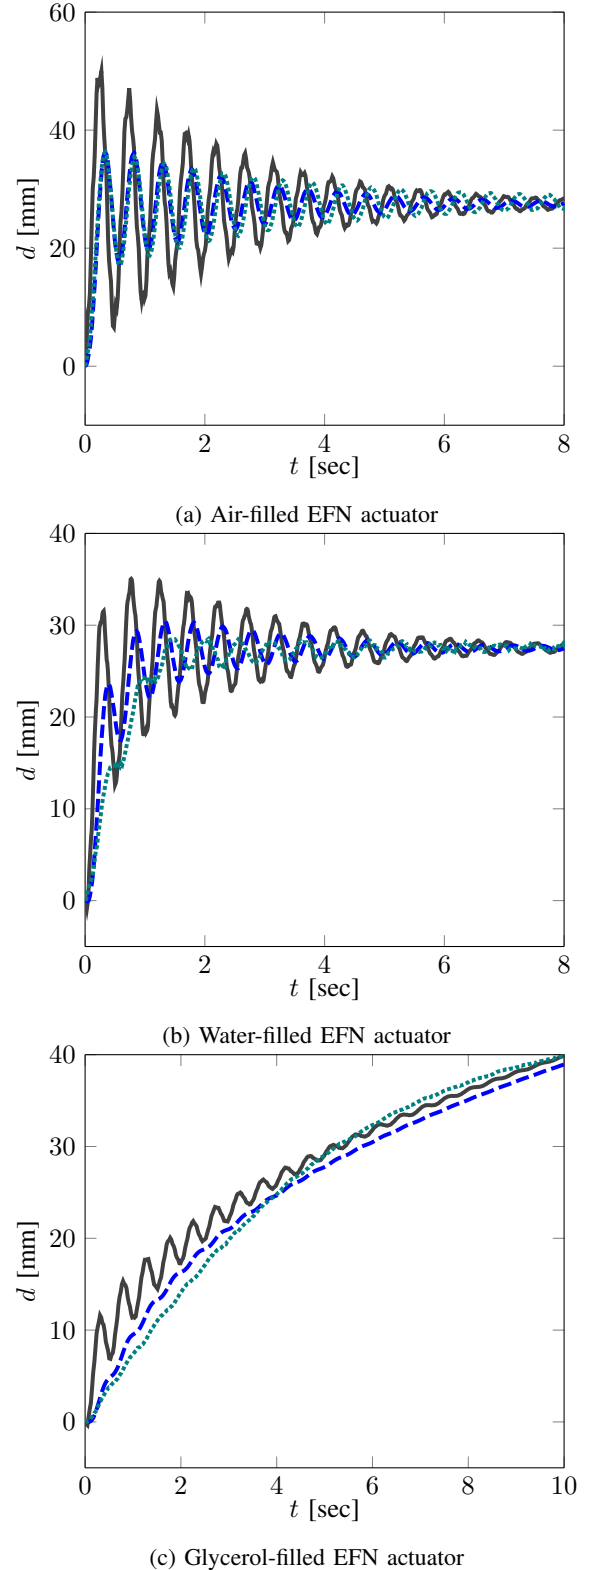 60
40
20
0
d [mm]
0 2 4 6 8
t [sec]
(a) Air-filled EFN actuator
40
30
20
10
0
d [mm]
0 2 4 6 8
t [sec]
(b) Water-filled EFN actuator
40
30
20
10
0
d [mm]
0 2 4 6 8 10
t [sec]
(c) Glycerol-filled EFN actuator